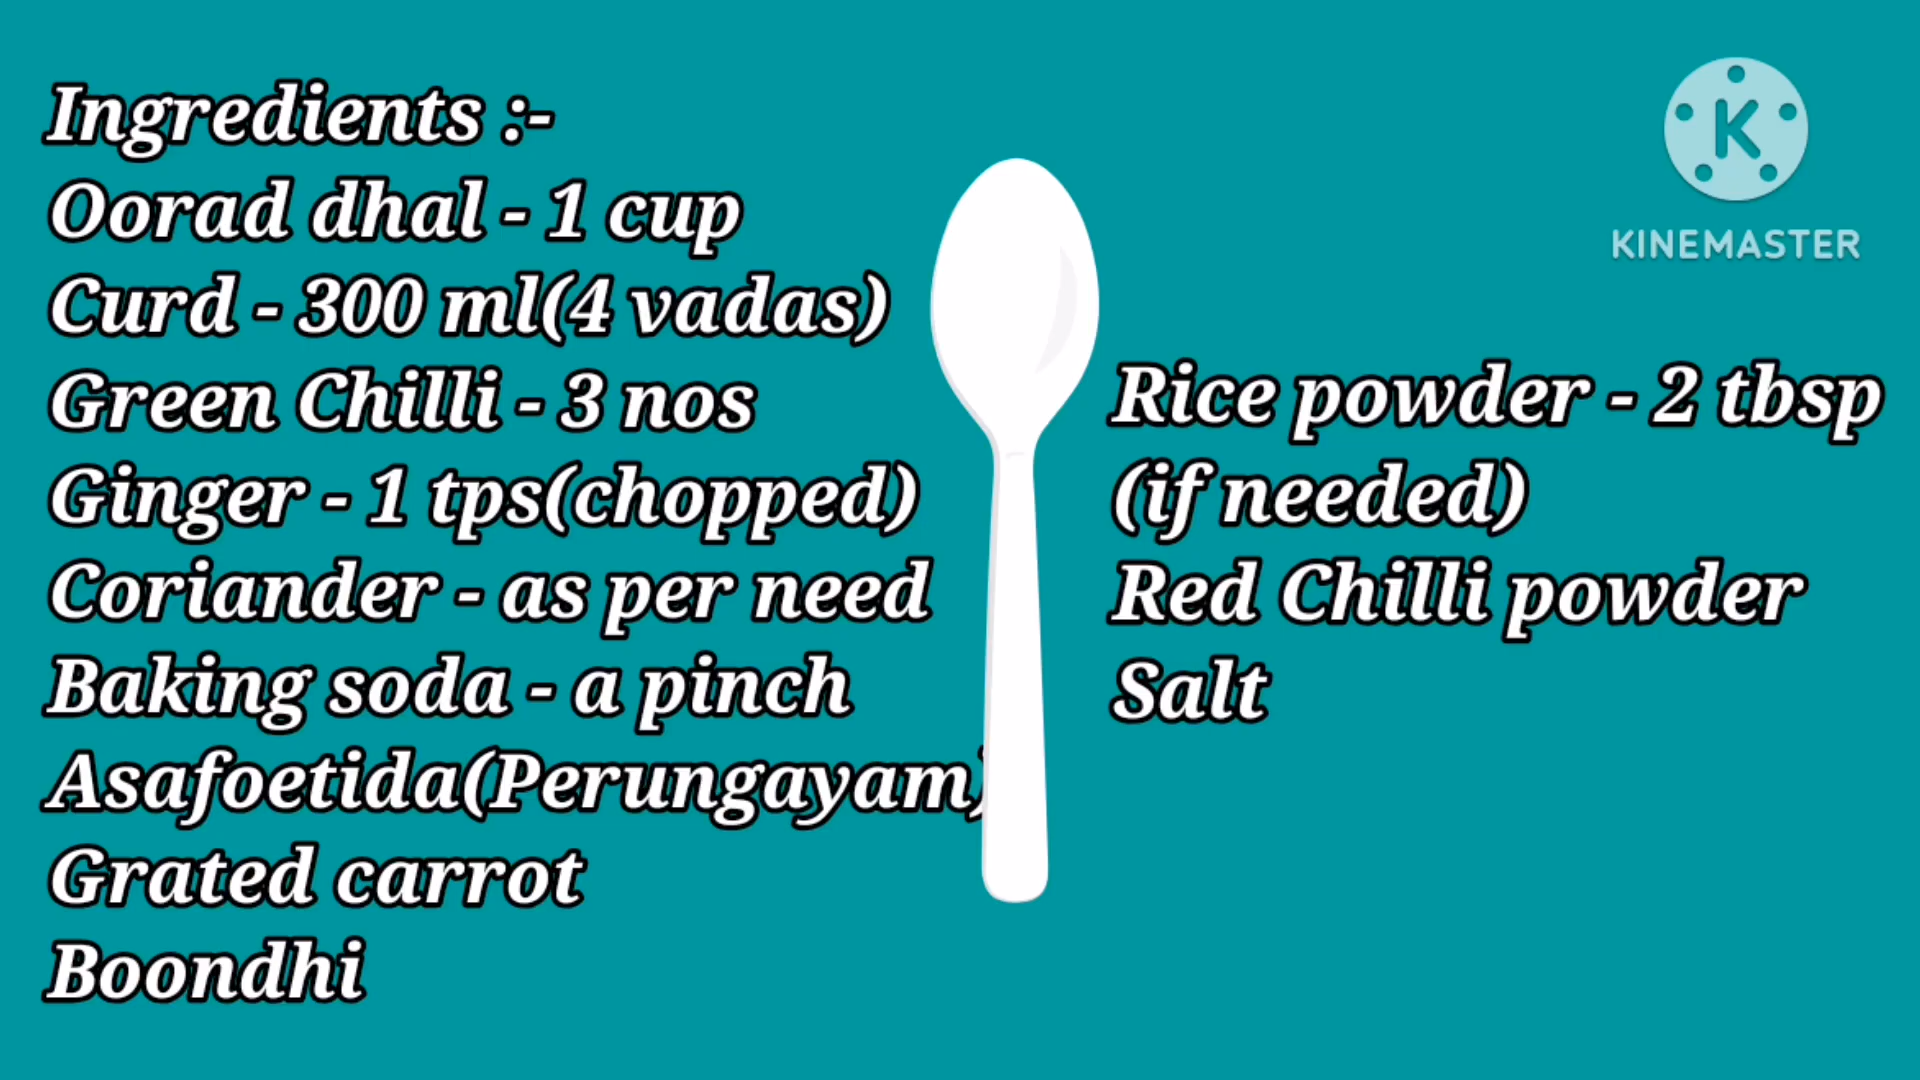 Ingredients :-
Oorad dhal - 1 cup
Curd - 300 ml(4 vadas)
Green Chilli - 3 nos
Ginger - 1 tps(chopped)
Coriander - as per need
Baking soda - a pinch
Asafoetida(Perungayam)
Grated carrot
Boondhi
K
KINEMASTER
Rice powder - 2 tbsp
(if needed)
Red Chilli powder
Salt